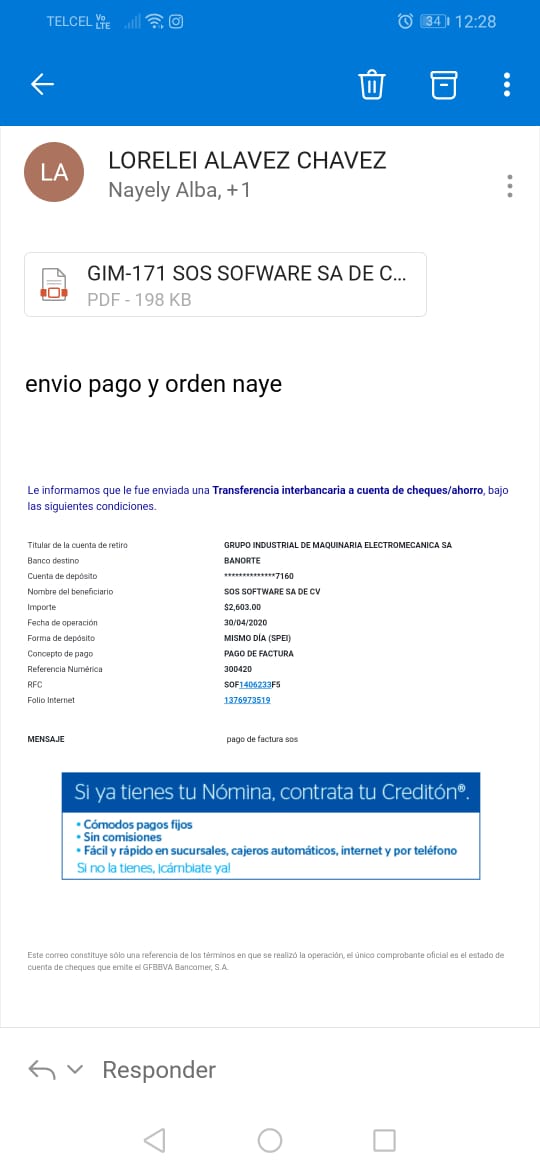 TELCEL Vo LTE 34 12:28
LA
LORELEI ALAVEZ CHAVEZ
Nayely Alba, +1
GIM-171 SOS SOFWARE SA DE C...
PDF - 198 KB
envio pago y orden naye
Le informamos que le fue enviada una Transferencia interbancaria a cuenta de cheques/ahorro, bajo
las siguientes condiciones.
Titular de la cuenta de retiro GRUPO INDUSTRIAL DE MAQUINARIA ELECTROMECANICA SA
Banco destino BANORTE
Cuenta de depósito **************7160
Nombre del beneficiario SOS SOFTWARE SA DE CV
Importe $2,603.00
Fecha de operación 30/04/2020
Forma de depósito MISMO DÍA (SPEI)
Concepto de pago PAGO DE FACTURA
Referencia Numérica 300420
RFC SOF1406233F5
Folio Internet 1376973519
MENSAJE pago de factura sos
Si ya tienes tu Nómina, contrata tu Creditón®.
• Cómodos pagos fijos
• Sin comisiones
• Fácil y rápido en sucursales, cajeros automáticos, internet y por teléfono
Si no la tienes, ¡cámbiate ya!
Este correo constituye sólo una referencia de los términos en que se realizó la operación, el único comprobante oficial es el estado de
cuenta de cheques que emite el GFBBVA Bancomer, S.A.
Responder